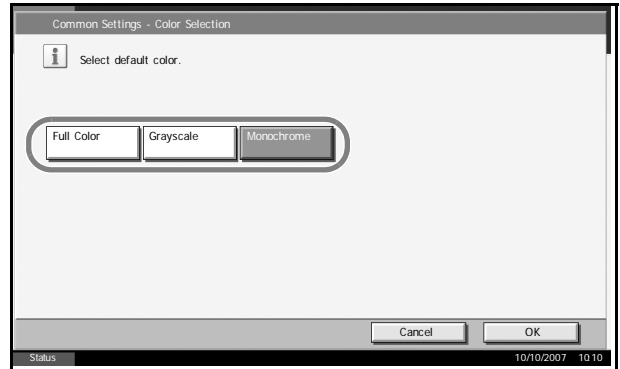 Common Settings - Color Selection
Select default color.
Full Color Grayscale Monochrome
Cancel OK
Status 10/10/2007 10:10